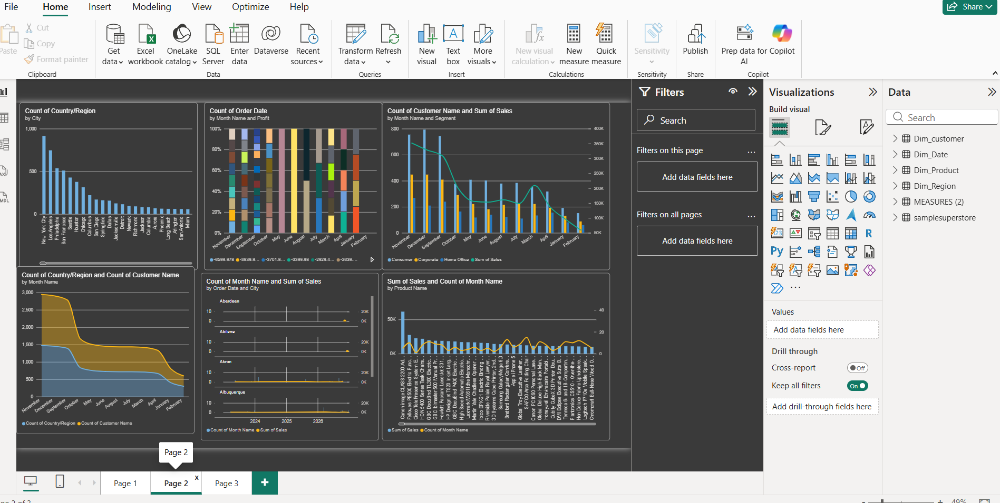 File Home Insert Modeling View Optimize Help
Share
Paste
Cut
Copy
Format painter
Clipboard
Get data
Excel workbook
OneLake catalog
SQL Server
Enter data
Dataverse
Recent sources
Data
Transform data
Refresh
Queries
New visual
Text box
More visuals
Insert
New visual calculation
New measure
Quick measure
Calculations
Sensitivity
Sensitivity
Publish
Share
Prep data for AI
Copilot
Copilot
Count of Country/Region
by City
1,000
500
0
New York City
Los Angeles
Philadelphia
San Francisco
Seattle
Houston
Chicago
Columbus
San Diego
Springfield
Dallas
Jacksonville
Detroit
Newark
Richmond
Jackson
Columbia
Aurora
Phoenix
Long Beach
Arlington
San Antonio
Miami
Count of Order Date
by Month Name and Profit
100%
80%
60%
40%
20%
0%
November December September October May June August July March April January February
-6599.978 -3839.9... -3701.8... -3399.98 -2929.4... -2639....
Count of Customer Name and Sum of Sales
by Month Name and Segment
800
600
400
200
0
400K
350K
300K
250K
200K
150K
100K
50K
November December September October May June August July March April January February
Consumer Corporate Home Office Sum of Sales
Count of Country/Region and Count of Customer Name
by Month Name
3,000
2,500
2,000
1,500
1,000
500
0
November December September October May June August July March April January February
Count of Country/Region Count of Customer Name
Count of Month Name and Sum of Sales
by Order Date and City
Aberdeen
10 20K
0 0K
Abilene
10 20K
0 0K
Akron
10 20K
0 0K
Albuquerque
10 20K
0 0K
2024 2025 2026
Count of Month Name Sum of Sales
Sum of Sales and Count of Month Name
by Product Name
50K
0K
40
20
0
Canon imageCLASS 2200 Ad...
Fellowes PB500 Electric Punc...
Cisco TelePresence System E...
HON 5400 Series Task Chairs...
GBC DocuBind TL300 Electric...
GBC Ibimaster 500 Manual Pr...
Hewlett Packard LaserJet 331...
HP Designjet T520 Inkjet Larg...
GBC DocuBind P400 Electric ...
High Speed Automatic Electric...
Lexmark MX611dhe Monochr...
Martin Yale Chadless Opener ...
Ibico EPK-21 Electric Binding ...
Riverside Palais Royal Lawyer...
3D Systems Cube Printer, 2nd...
Samsung Galaxy Mega 6.3
Bretford Rectangular Confere...
Apple iPhone 5
Global Troy Executive Leather...
SAFCO Arco Folding Chair
Canon PC1060 Personal Lase...
Global Deluxe High-Back Man...
Honeywell Enviracaire Portabl...
Cubify CubeX 3D Printer Dou...
DMI Eclipse Executive Suite B...
Tennsco 6- and 18-Compartm...
Plantronics CS510 - Over-the-...
Hon Deluxe Fabric Upholstere...
Logitech P710e Mobile Speak...
Chromcraft Bull-Nose Wood O...
Sum of Sales Count of Month Name
Filters
Search
Filters on this page ...
Add data fields here
Filters on all pages ...
Add data fields here
Visualizations
Build visual
123
R
Py
...
Values
Add data fields here
Drill through
Cross-report Off
Keep all filters On
Add drill-through fields here
Data
Search
Dim_customer
Dim_Date
Dim_Product
Dim_Region
MEASURES (2)
samplesuperstore
Page 2
Page 1
Page 2 x
Page 3
+
49%